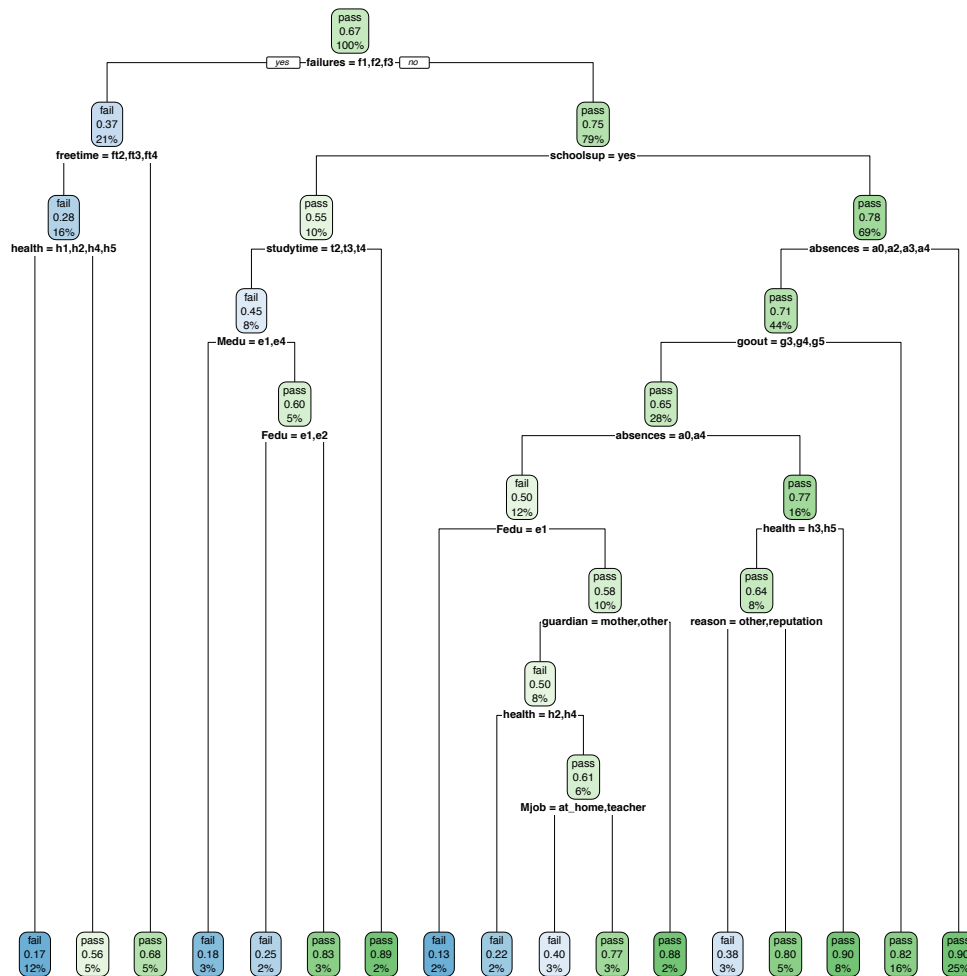 pass
0.67
100%
yes failures = f1,f2,f3 no
fail
0.37
21%
freetime = ft2,ft3,ft4
pass
0.75
79%
schoolsup = yes
fail
0.28
16%
health = h1,h2,h4,h5
pass
0.55
10%
studytime = t2,t3,t4
pass
0.78
69%
absences = a0,a2,a3,a4
fail
0.45
8%
Medu = e1,e4
pass
0.71
44%
goout = g3,g4,g5
pass
0.60
5%
Fedu = e1,e2
pass
0.65
28%
absences = a0,a4
fail
0.50
12%
Fedu = e1
pass
0.77
16%
health = h3,h5
pass
0.58
10%
guardian = mother,other
pass
0.64
8%
reason = other,reputation
fail
0.50
8%
health = h2,h4
pass
0.61
6%
Mjob = at_home,teacher
fail
0.17
12%
pass
0.56
5%
pass
0.68
5%
fail
0.18
3%
fail
0.25
2%
pass
0.83
3%
pass
0.89
2%
fail
0.13
2%
fail
0.22
2%
fail
0.40
3%
pass
0.77
3%
pass
0.88
2%
fail
0.38
3%
pass
0.80
5%
pass
0.90
8%
pass
0.82
16%
pass
0.90
25%